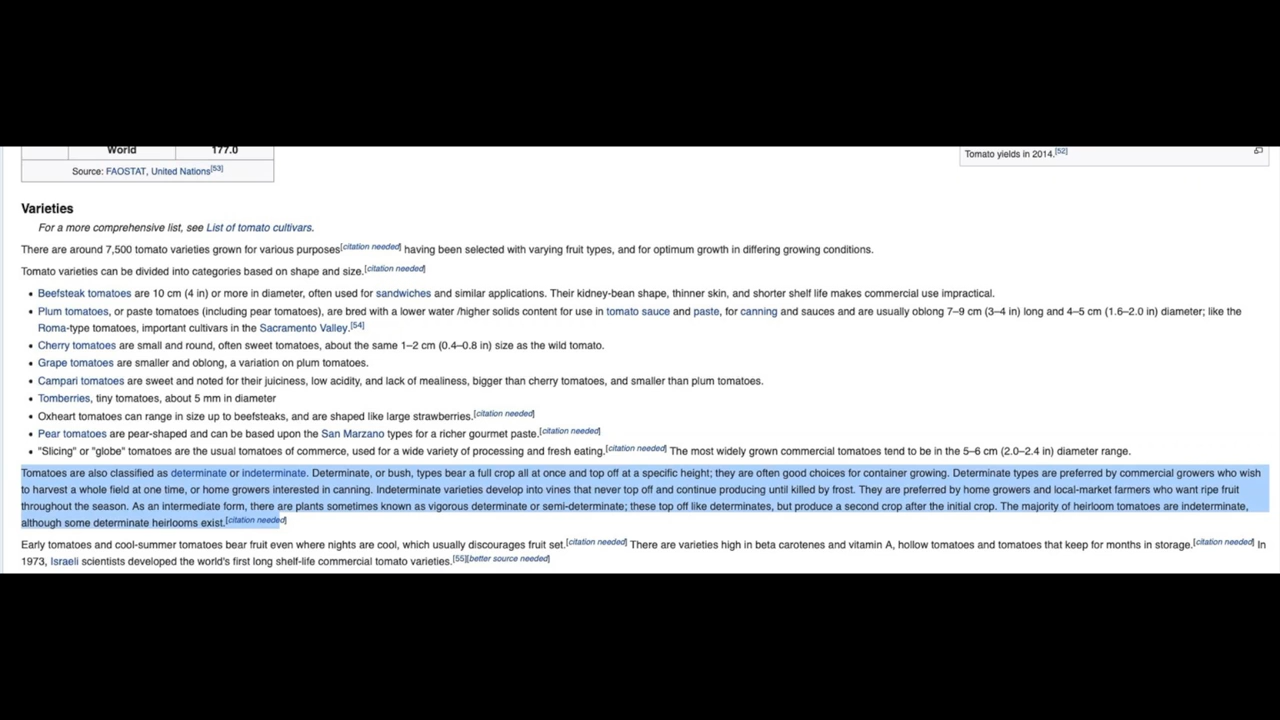 World 177.0
Source: FAOSTAT, United Nations[53]
Tomato yields in 2014.[52]
Varieties
For a more comprehensive list, see List of tomato cultivars.
There are around 7,500 tomato varieties grown for various purposes[citation needed] having been selected with varying fruit types, and for optimum growth in differing growing conditions.
Tomato varieties can be divided into categories based on shape and size.[citation needed]
• Beefsteak tomatoes are 10 cm (4 in) or more in diameter, often used for sandwiches and similar applications. Their kidney-bean shape, thinner skin, and shorter shelf life makes commercial use impractical.
• Plum tomatoes, or paste tomatoes (including pear tomatoes), are bred with a lower water /higher solids content for use in tomato sauce and paste, for canning and sauces and are usually oblong 7–9 cm (3–4 in) long and 4–5 cm (1.6–2.0 in) diameter; like the
Roma-type tomatoes, important cultivars in the Sacramento Valley.[54]
• Cherry tomatoes are small and round, often sweet tomatoes, about the same 1–2 cm (0.4–0.8 in) size as the wild tomato.
• Grape tomatoes are smaller and oblong, a variation on plum tomatoes.
• Campari tomatoes are sweet and noted for their juiciness, low acidity, and lack of mealiness, bigger than cherry tomatoes, and smaller than plum tomatoes.
• Tomberries, tiny tomatoes, about 5 mm in diameter
• Oxheart tomatoes can range in size up to beefsteaks, and are shaped like large strawberries.[citation needed]
• Pear tomatoes are pear-shaped and can be based upon the San Marzano types for a richer gourmet paste.[citation needed]
• "Slicing" or "globe" tomatoes are the usual tomatoes of commerce, used for a wide variety of processing and fresh eating.[citation needed] The most widely grown commercial tomatoes tend to be in the 5–6 cm (2.0–2.4 in) diameter range.
Tomatoes are also classified as determinate or indeterminate. Determinate, or bush, types bear a full crop all at once and top off at a specific height; they are often good choices for container growing. Determinate types are preferred by commercial growers who wish
to harvest a whole field at one time, or home growers interested in canning. Indeterminate varieties develop into vines that never top off and continue producing until killed by frost. They are preferred by home growers and local-market farmers who want ripe fruit
throughout the season. As an intermediate form, there are plants sometimes known as vigorous determinate or semi-determinate; these top off like determinates, but produce a second crop after the initial crop. The majority of heirloom tomatoes are indeterminate,
although some determinate heirlooms exist.[citation needed]
Early tomatoes and cool-summer tomatoes bear fruit even where nights are cool, which usually discourages fruit set.[citation needed] There are varieties high in beta carotenes and vitamin A, hollow tomatoes and tomatoes that keep for months in storage.[citation needed] In
1973, Israeli scientists developed the world's first long shelf-life commercial tomato varieties.[55][better source needed]